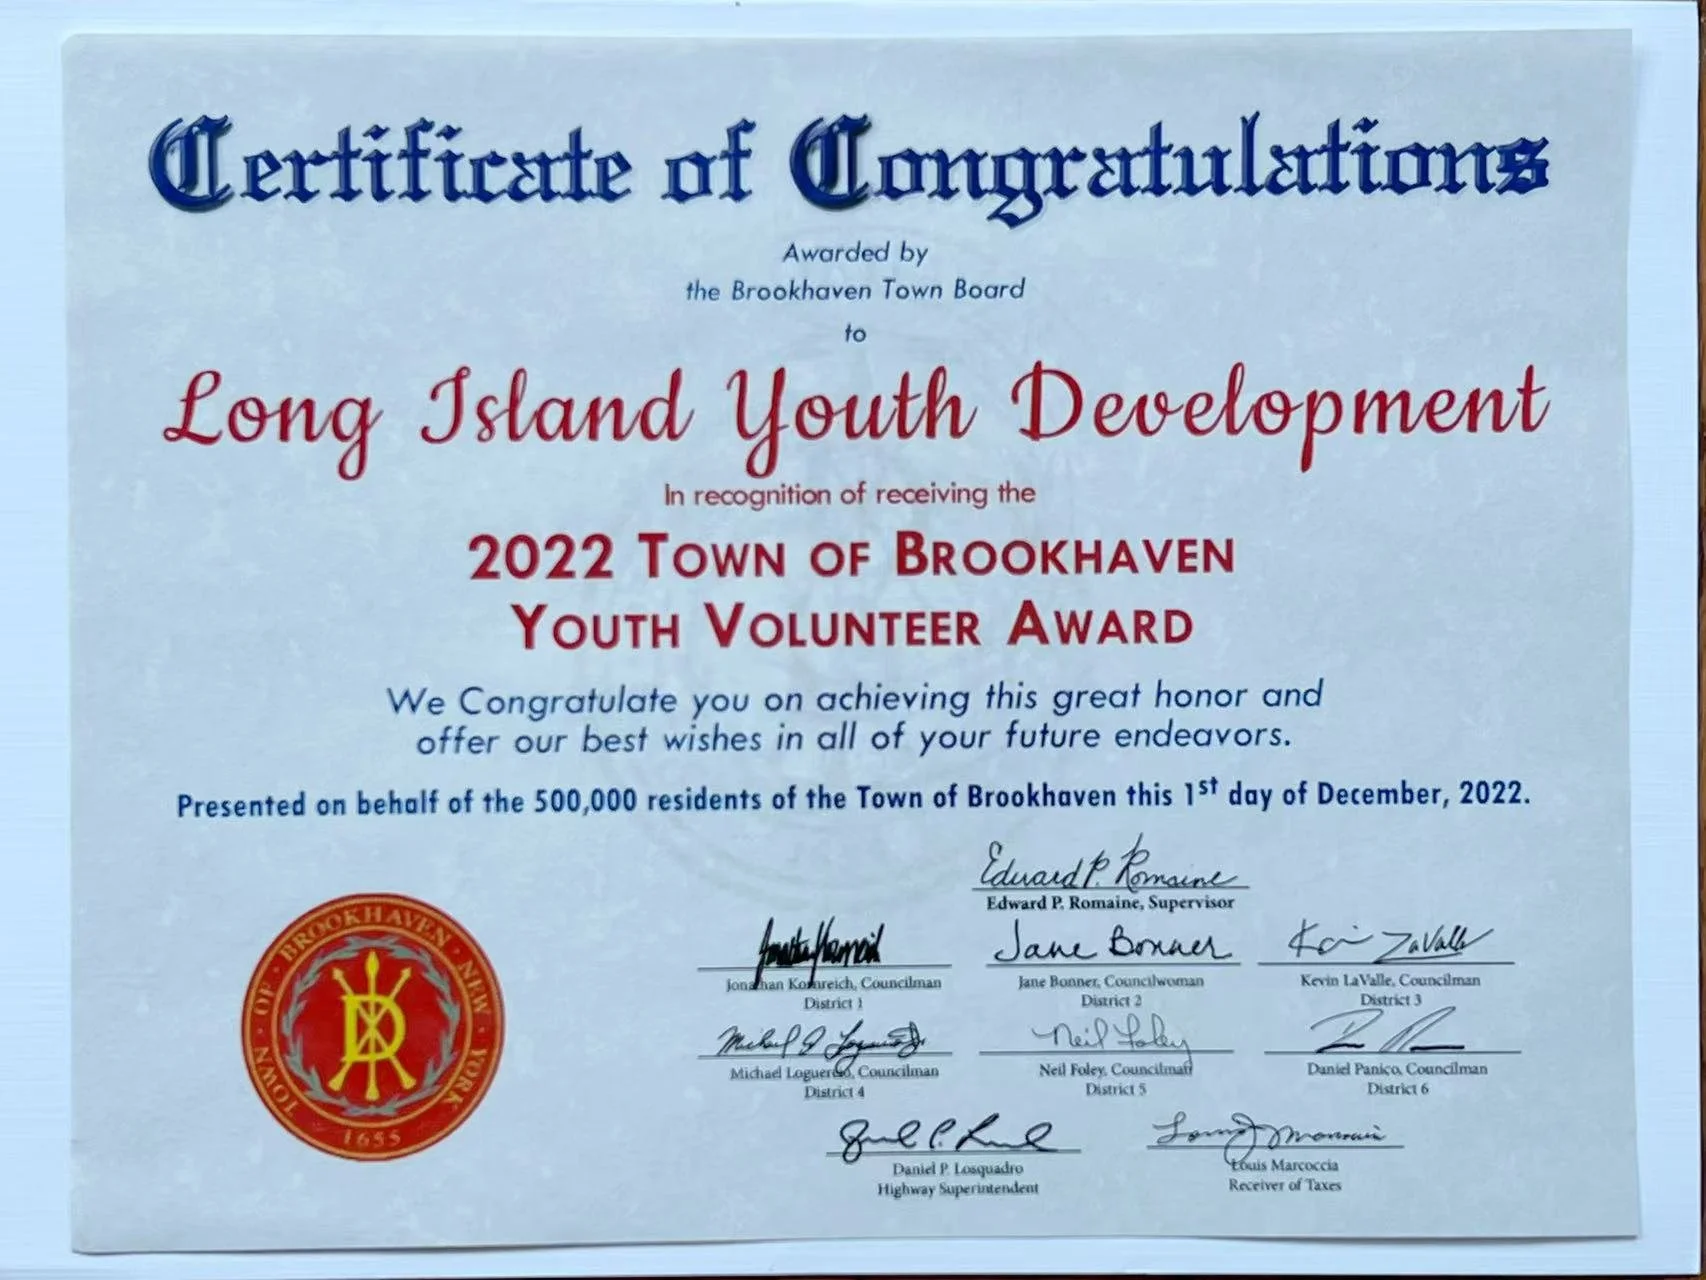 Certificate of Congratulations
Awarded by
the Brookhaven Town Board
to
Long Island Youth Development
In recognition of receiving the
2022 TOWN OF BROOKHAVEN
YOUTH VOLUNTEER AWARD
We Congratulate you on achieving this great honor and
offer our best wishes in all of your future endeavors.
Presented on behalf of the 500,000 residents of the Town of Brookhaven this 1st day of December, 2022.
Edward P. Romaine
Edward P. Romaine, Supervisor
Jane Bonner
Kevin LaValle
Jonathan Kornreich, Councilman
District 1
Jane Bonner, Councilwoman
District 2
Kevin LaValle, Councilman
District 3
Neil Foley
Michael Loguercio, Councilman
District 4
Neil Foley, Councilman
District 5
Daniel Panico, Councilman
District 6
Daniel P. Losquadro
Highway Superintendent
Louis Marcoccia
Receiver of Taxes
TOWN · OF · BROOKHAVEN · NEW · YORK
D
1655